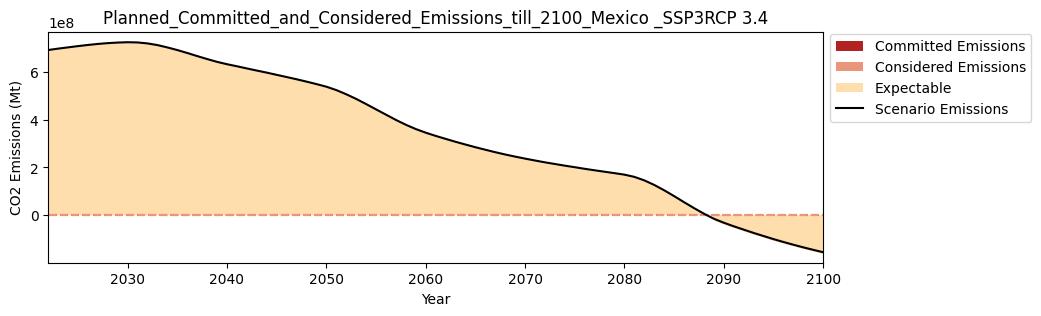 Planned_Committed_and_Considered_Emissions_till_2100_Mexico _SSP3RCP 3.4
1e8
Committed Emissions
Considered Emissions
Expectable
Scenario Emissions
CO2 Emissions (Mt)
6
4
2
0
2030 2040 2050 2060 2070 2080 2090 2100
Year